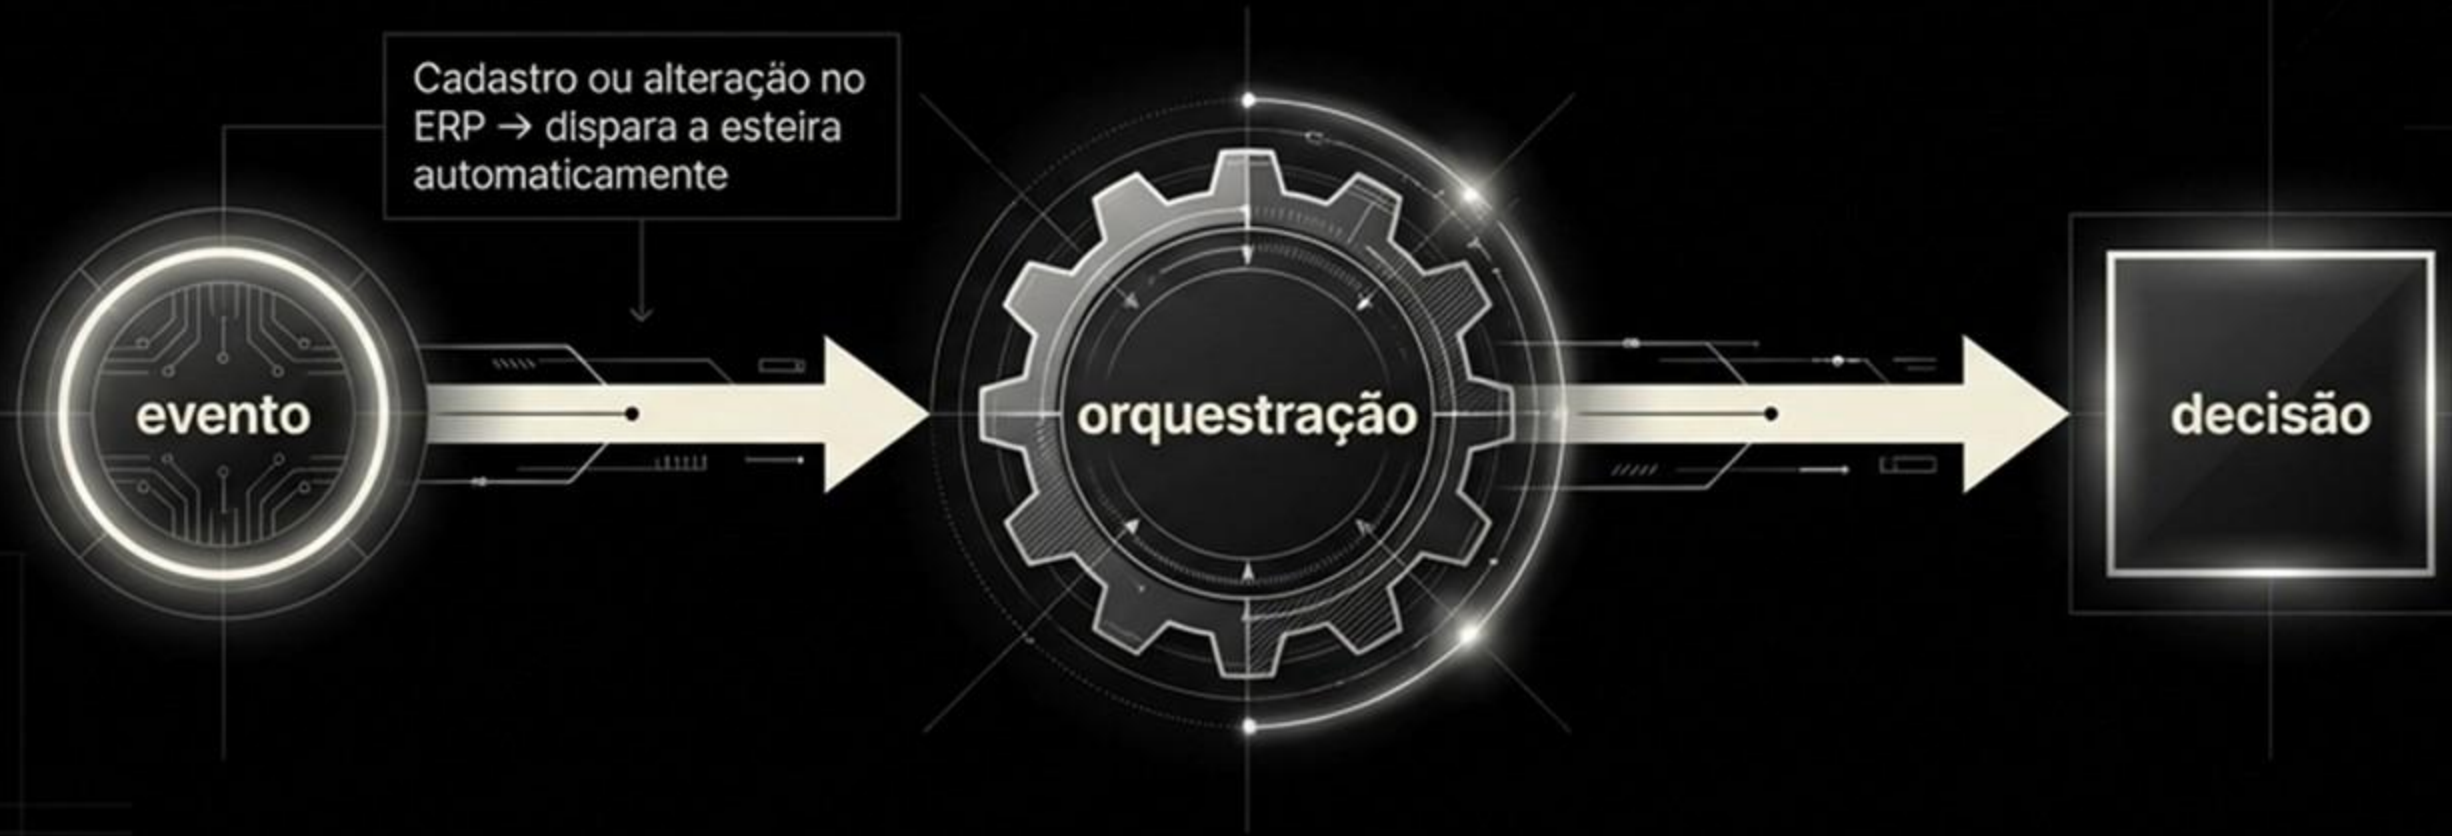 Cadastro ou alteração no
ERP → dispara a esteira
automaticamente
evento
orquestração
decisão